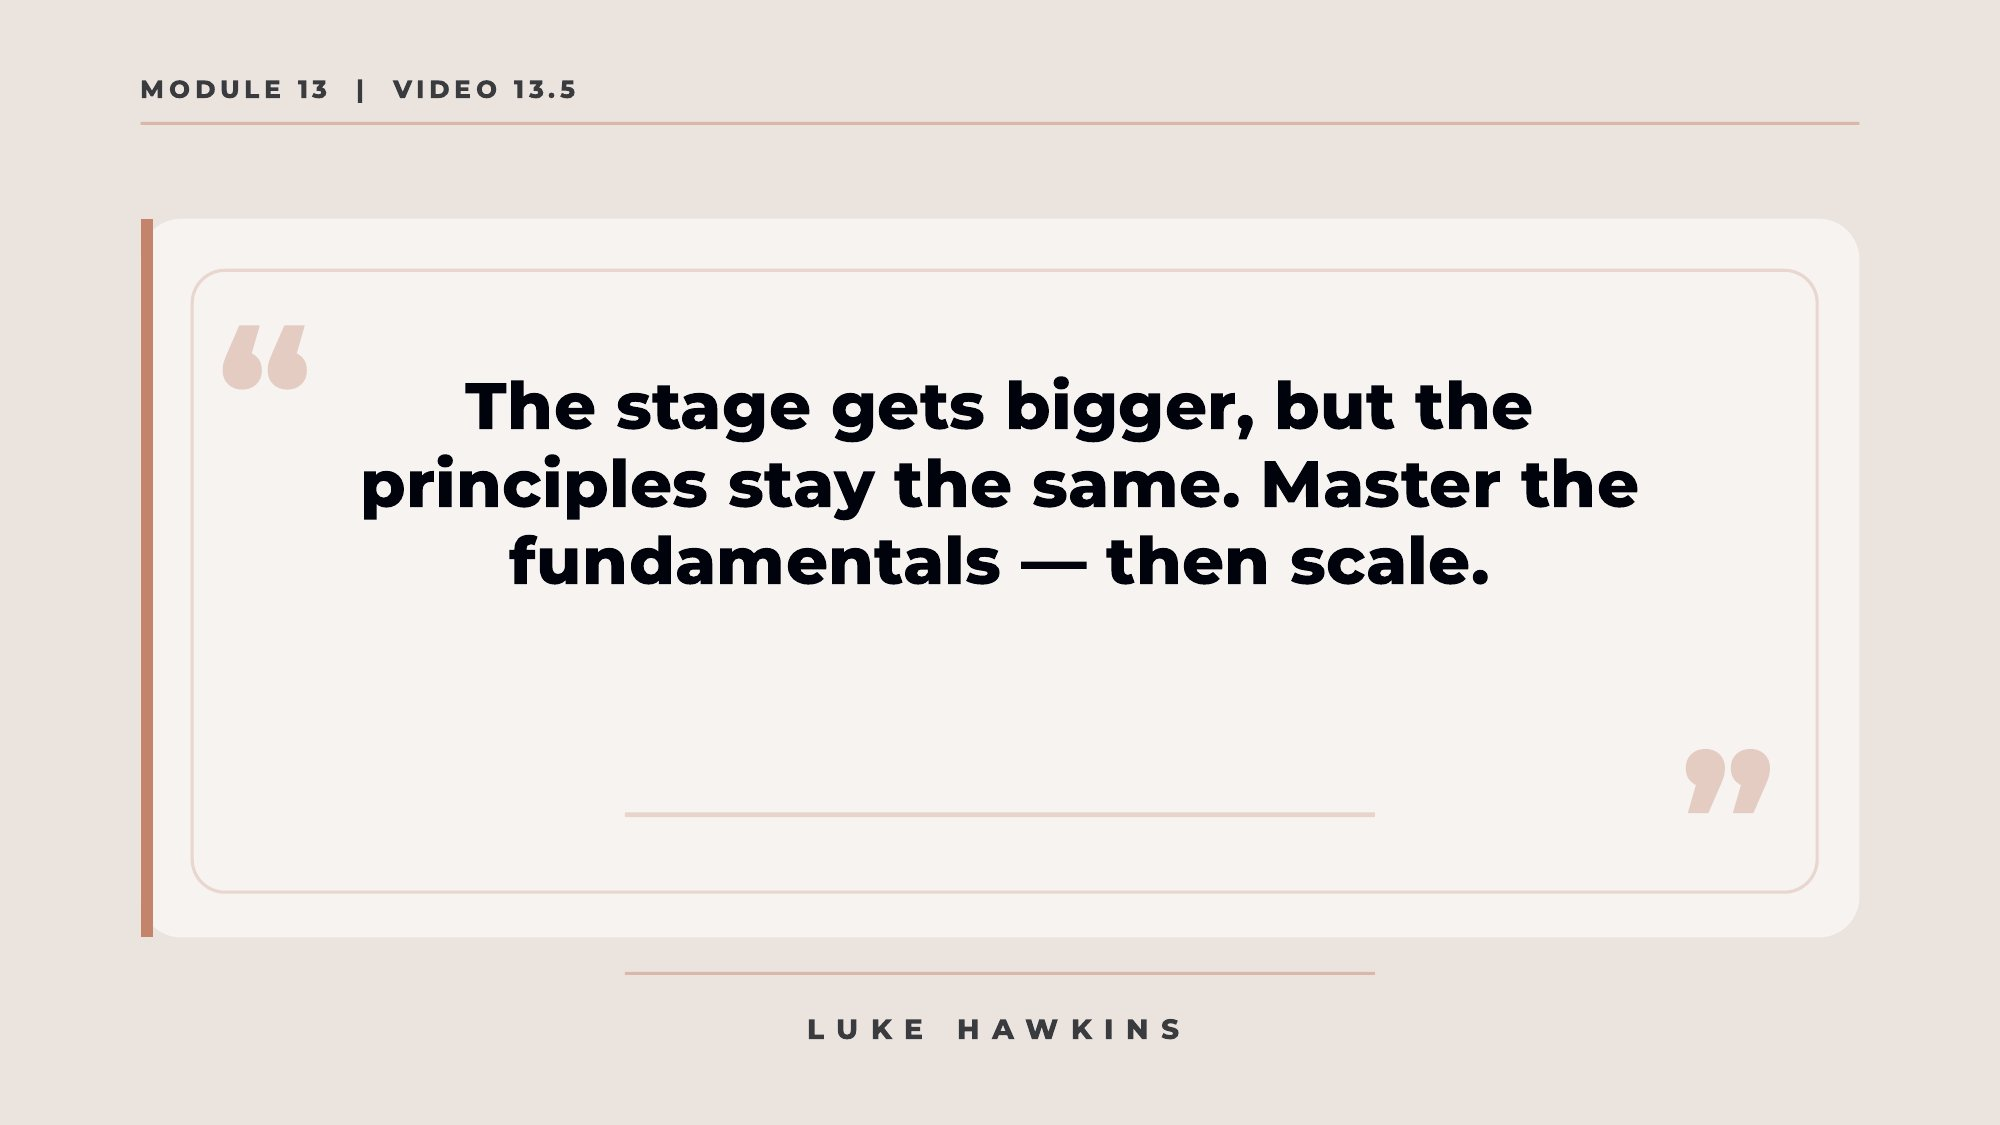 MODULE 13 | VIDEO 13.5
“
The stage gets bigger, but the
principles stay the same. Master the
fundamentals — then scale.
”
LUKE HAWKINS